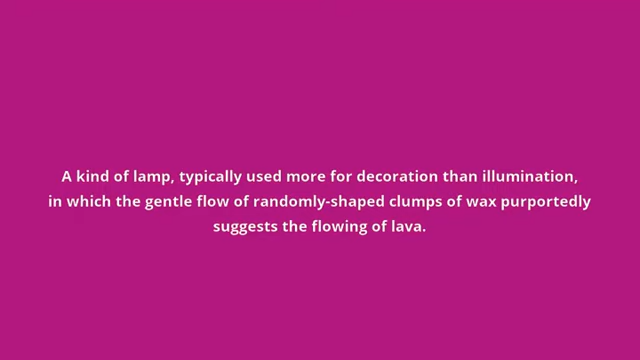 A kind of lamp, typically used more for decoration than illumination,
in which the gentle flow of randomly-shaped clumps of wax purportedly
suggests the flowing of lava.